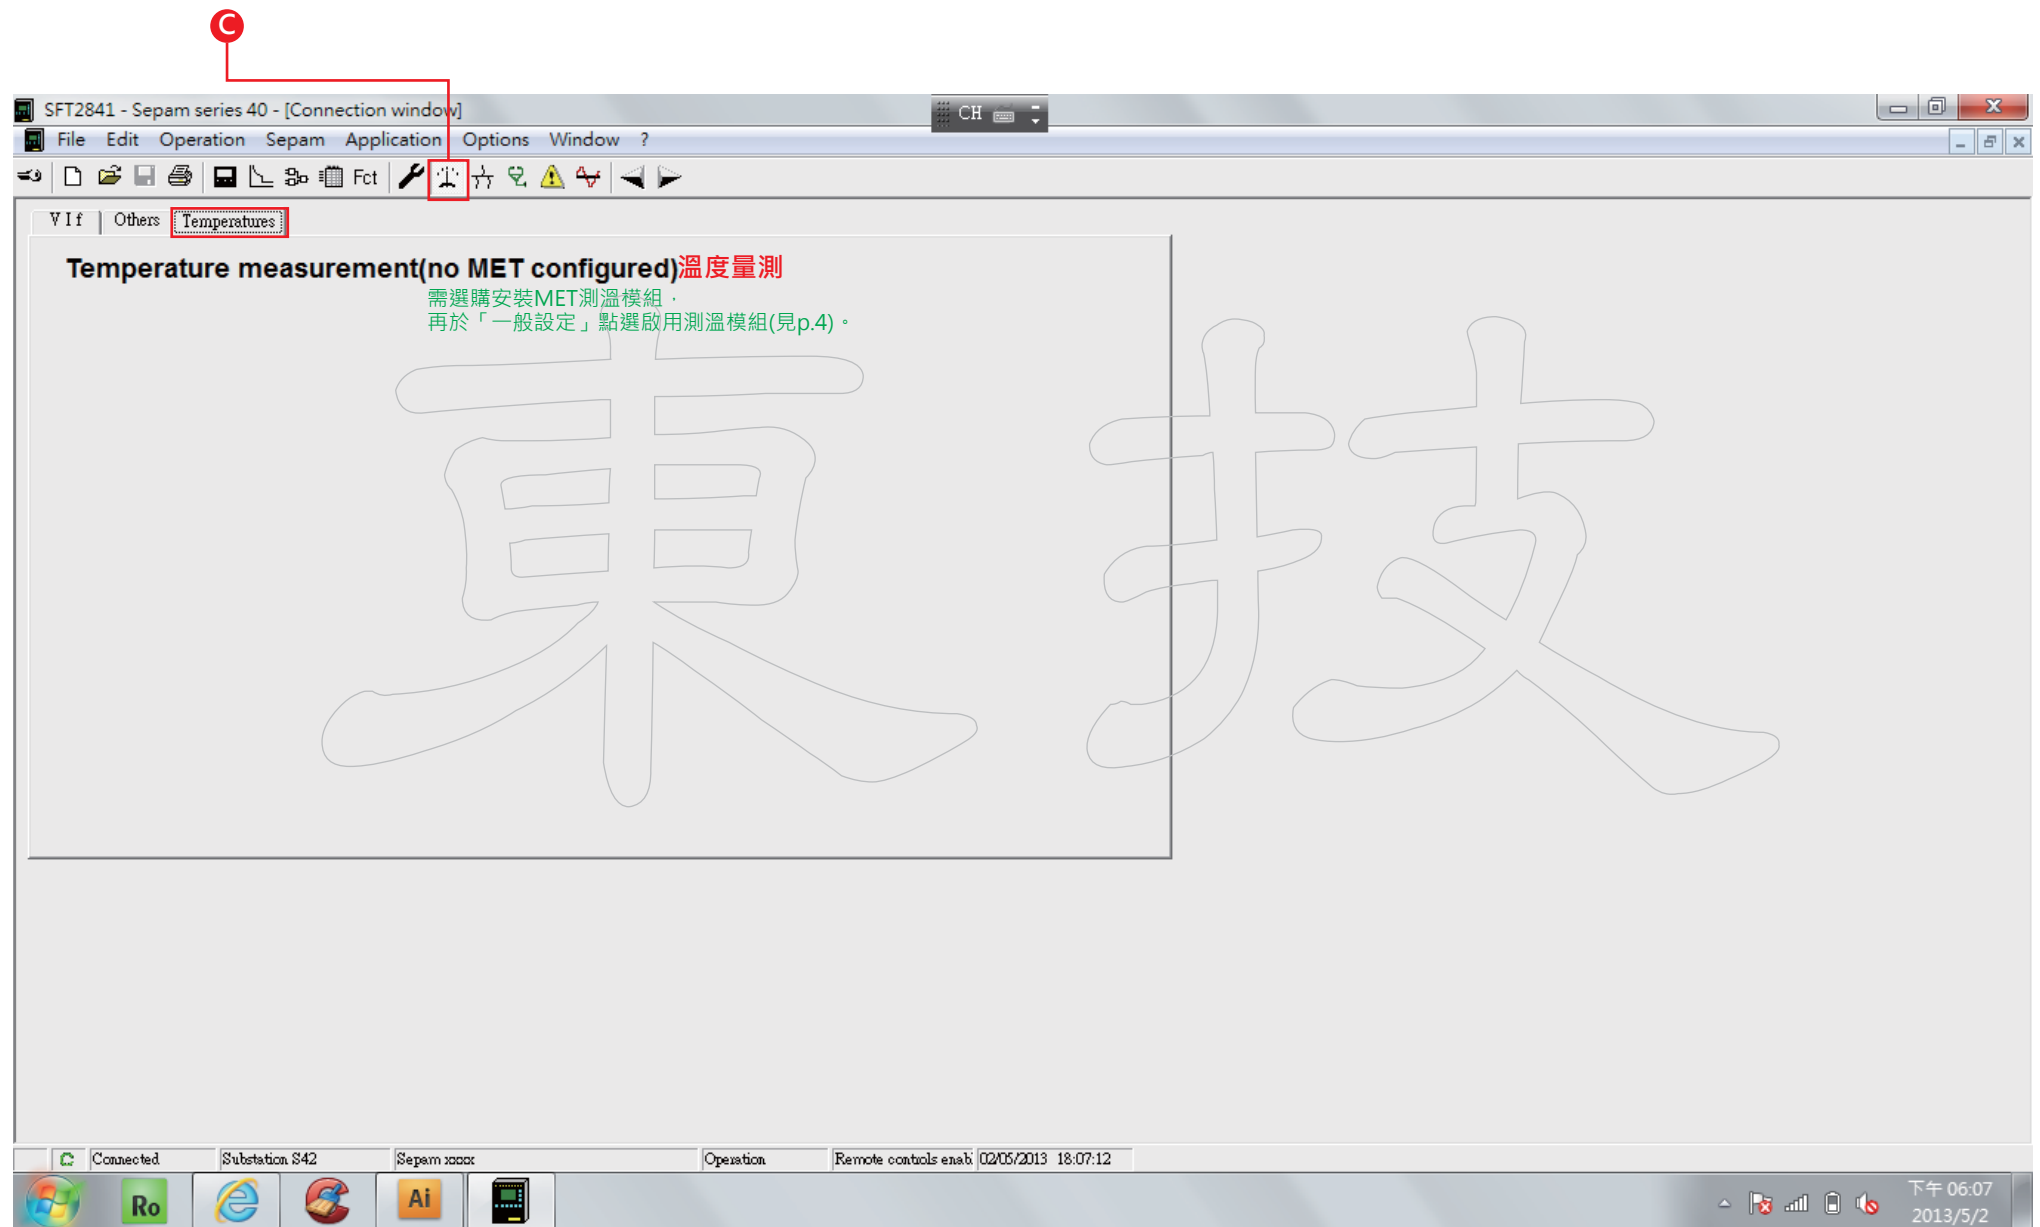 C
SFT2841 - Sepam series 40 - [Connection window]
CH
File Edit Operation Sepam Application Options Window ?
Fct
V I f Others Temperatures
Temperature measurement(no MET configured)溫度量測
需選購安裝MET測溫模組，
再於「一般設定」點選啟用測溫模組(見p.4)。
東技
Connected Substation S42 Sepam xxxx Operation Remote controls enab 02/05/2013 18:07:12
Ro Ai 下午 06:07
2013/5/2